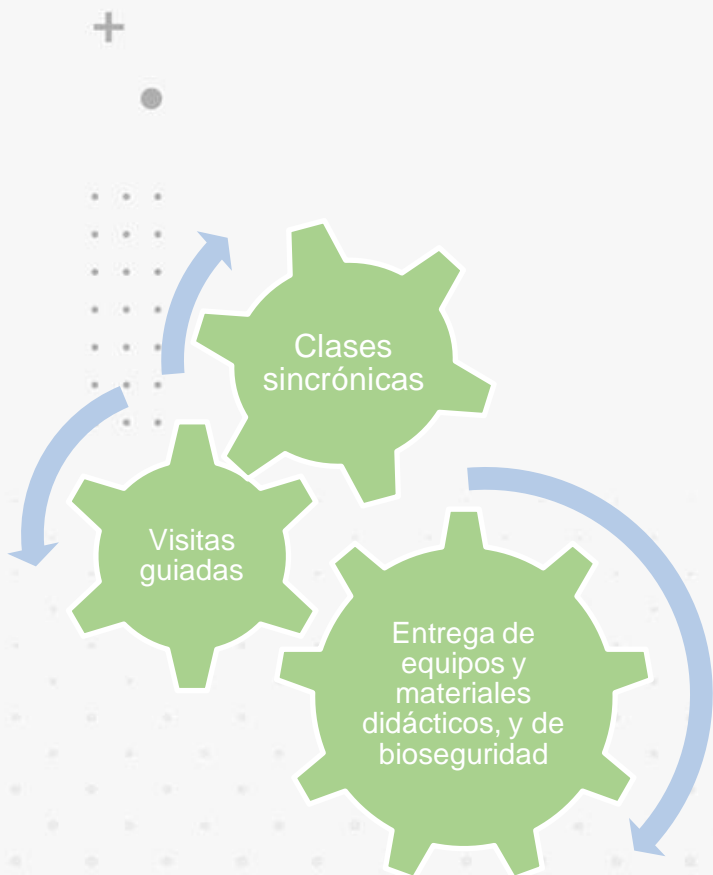 Clases
sincrónicas
Visitas
guiadas
Entrega de
equipos y
materiales
didácticos, y de
bioseguridad